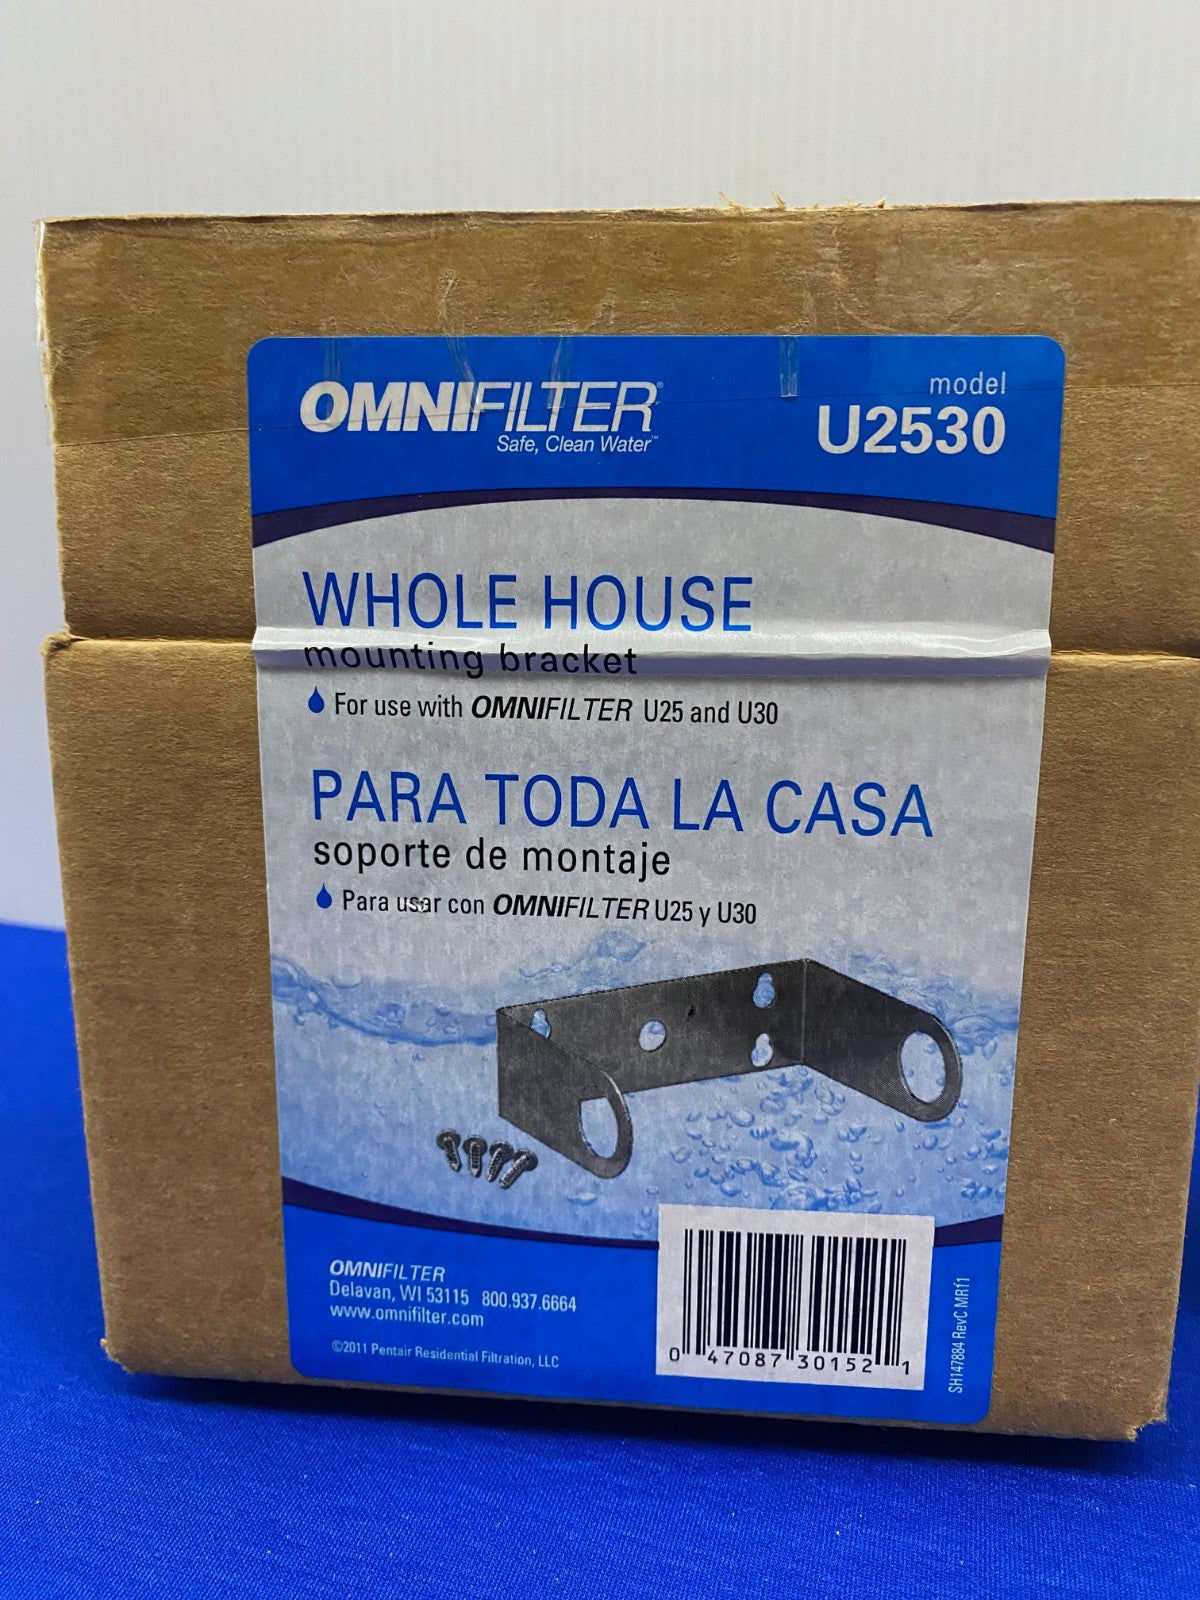 OMNIFILTER®
Safe, Clean Water™
model
U2530
WHOLE HOUSE
mounting bracket
For use with OMNIFILTER U25 and U30
PARA TODA LA CASA
soporte de montaje
Para usar con OMNIFILTER U25 y U30
OMNIFILTER
Delavan, WI 53115 800.937.6664
www.omnifilter.com
©2011 Pentair Residential Filtration, LLC
0 47087 30152 1
SH147884 RevC MR11